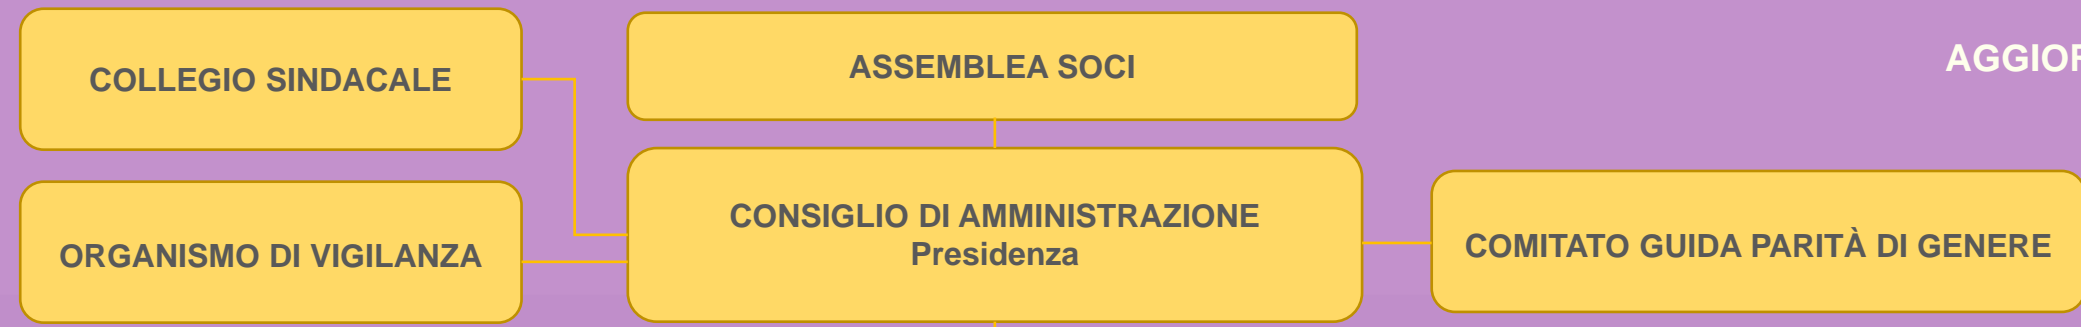 COLLEGIO SINDACALE
ASSEMBLEA SOCI
CONSIGLIO DI AMMINISTRAZIONE
Presidenza
ORGANISMO DI VIGILANZA
COMITATO GUIDA PARITÀ DI GENERE